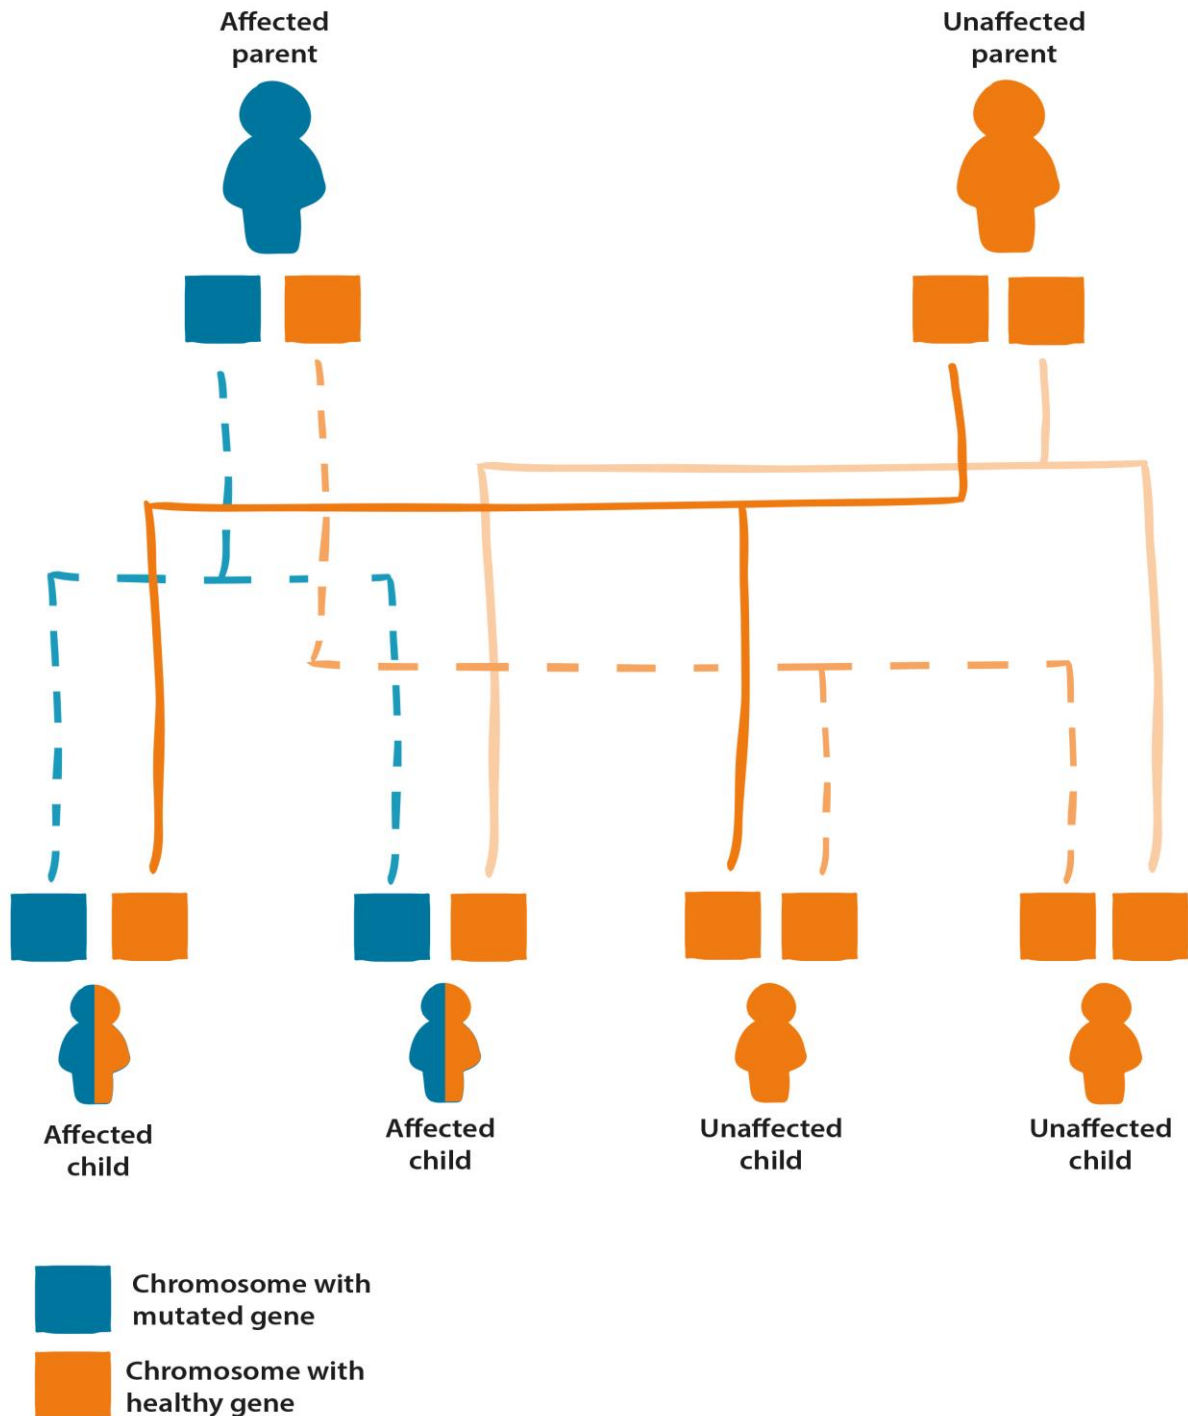 Affected
parent
Unaffected
parent
Affected
child
Affected
child
Unaffected
child
Unaffected
child
Chromosome with
mutated gene
Chromosome with
healthy gene